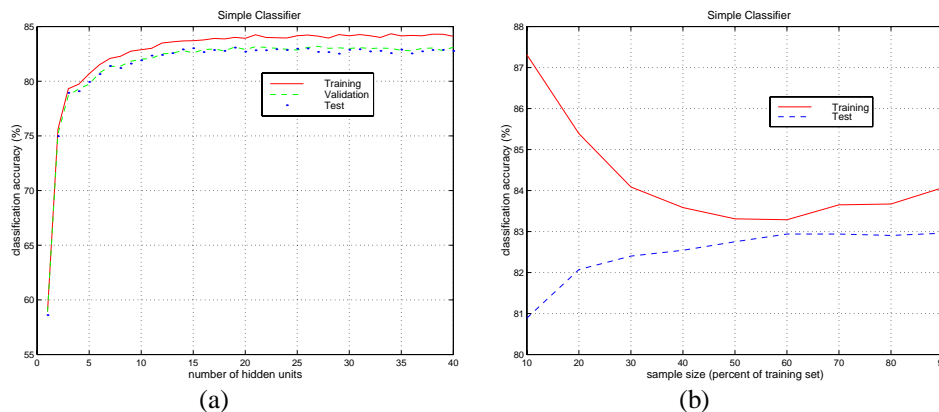 Simple Classifier
85
80
75
70
65
60
55
classification accuracy (%)
0 5 10 15 20 25 30 35 40
number of hidden units
Training
Validation
Test
(a)
Simple Classifier
88
87
86
85
84
83
82
81
80
classification accuracy (%)
10 20 30 40 50 60 70 80
sample size (percent of training set)
Training
Test
(b)